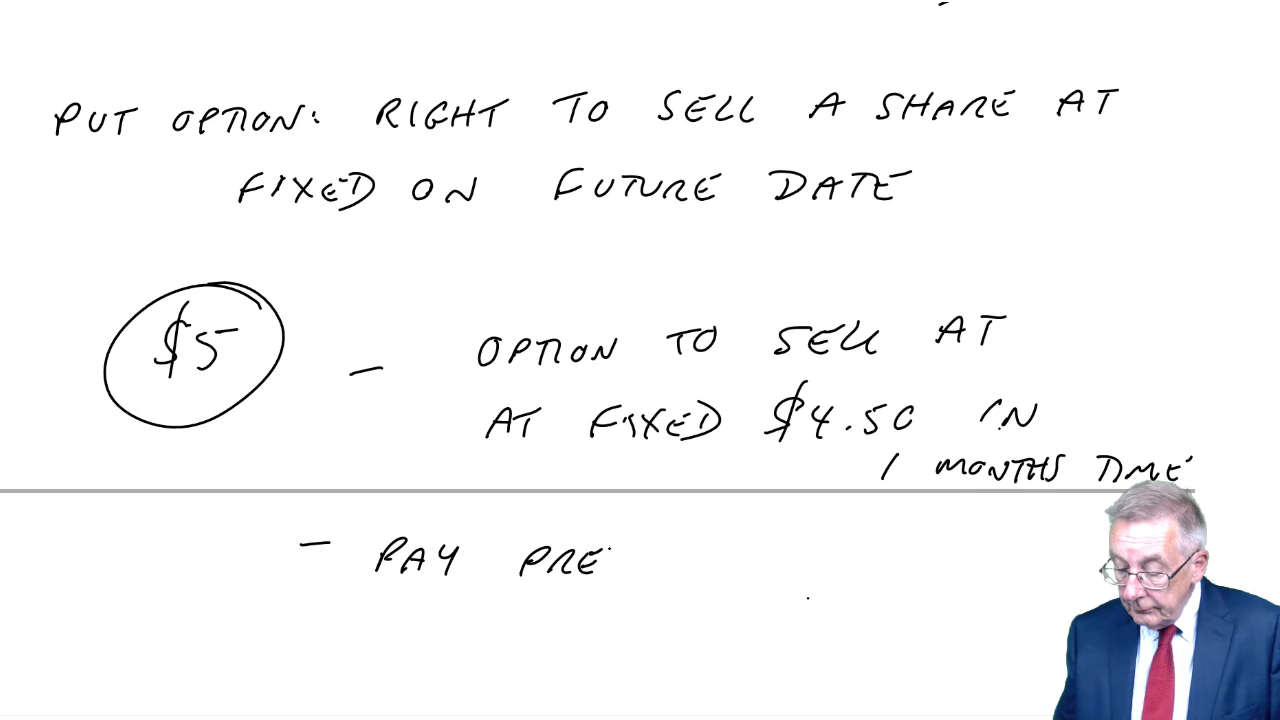 PUT OPTION: RIGHT TO SELL A SHARE AT
FIXED ON FUTURE DATE
$5 - OPTION TO SELL AT
AT FIXED $4.50 IN
1 MONTHS TIME
- PAY PRE